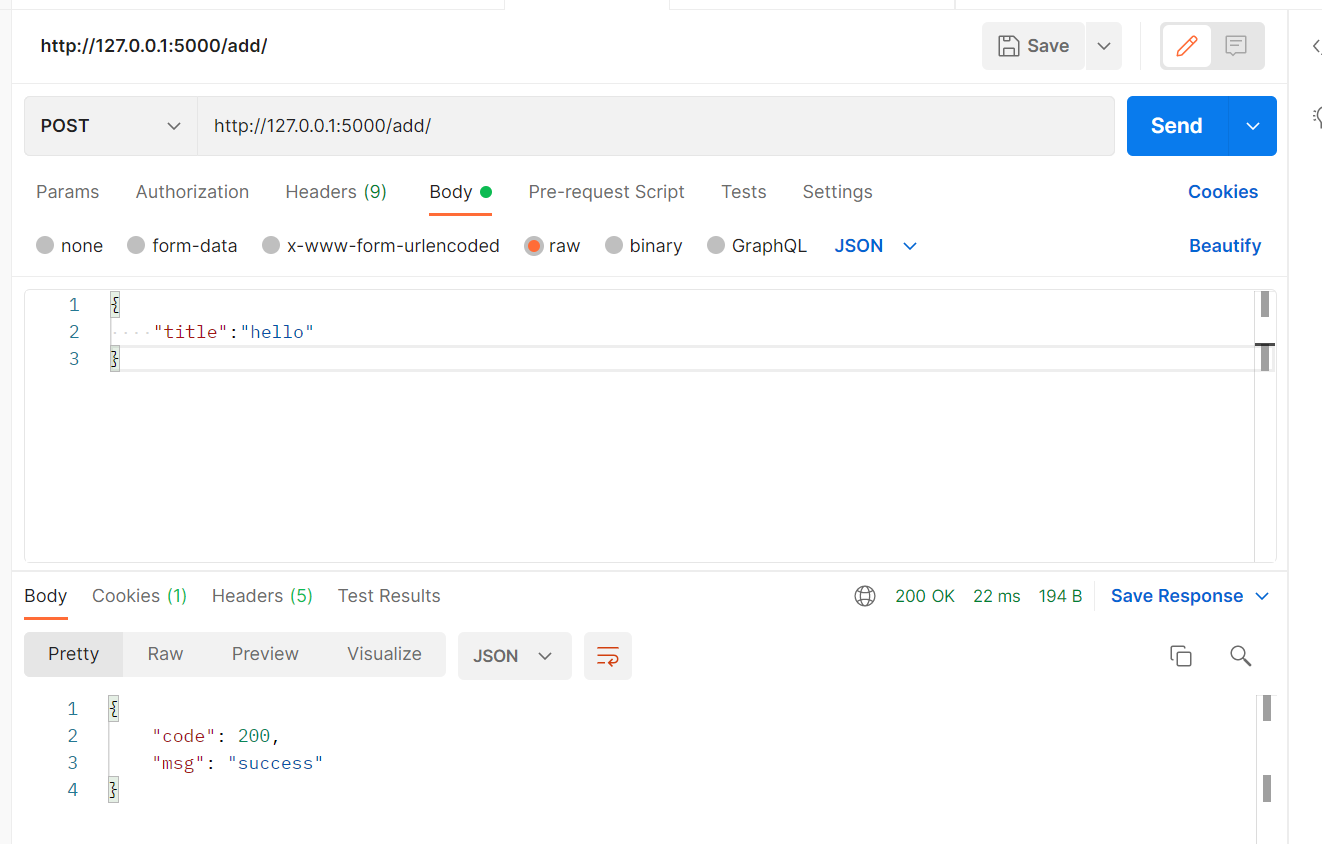 http://127.0.0.1:5000/add/ Save
POST http://127.0.0.1:5000/add/ Send
Params Authorization Headers (9) Body Pre-request Script Tests Settings Cookies
none form-data x-www-form-urlencoded raw binary GraphQL JSON Beautify
1 {
2 ····"title":"hello"
3 }
Body Cookies (1) Headers (5) Test Results 200 OK 22 ms 194 B Save Response
Pretty Raw Preview Visualize JSON
1 {
2 "code": 200,
3 "msg": "success"
4 }